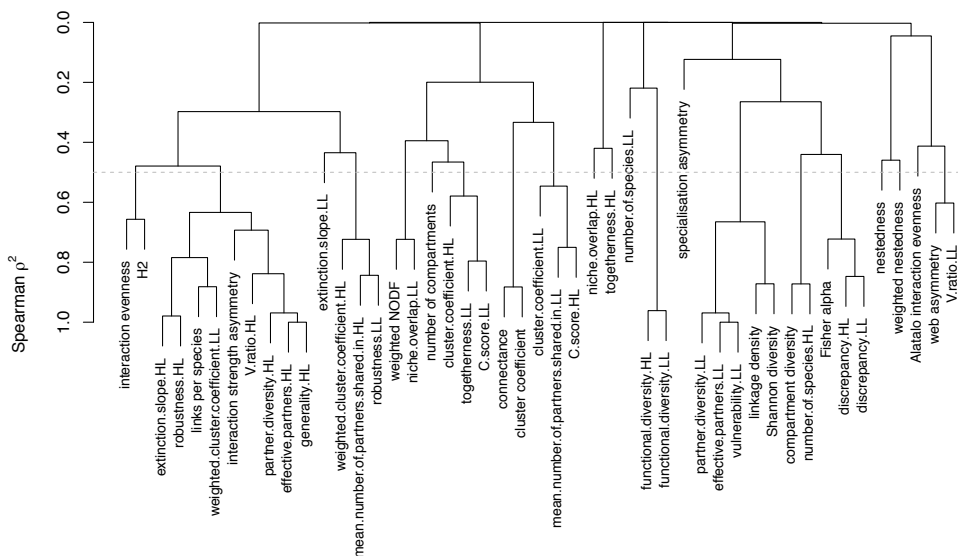 Spearman ρ²
0.0
0.2
0.4
0.6
0.8
1.0
interaction evenness
H2
extinction.slope.HL
robustness.HL
links per species
weighted.cluster.coefficient.LL
interaction strength asymmetry
V.ratio.HL
partner.diversity.HL
effective.partners.HL
generality.HL
extinction.slope.LL
weighted.cluster.coefficient.HL
mean.number.of.partners.shared.in.HL
robustness.LL
weighted NODF
niche.overlap.LL
number of compartments
cluster.coefficient.HL
togetherness.LL
C.score.LL
connectance
cluster coefficient
cluster.coefficient.LL
mean.number.of.partners.shared.in.LL
C.score.HL
niche.overlap.HL
togetherness.HL
number.of.species.LL
functional.diversity.HL
functional.diversity.LL
specialisation asymmetry
partner.diversity.LL
effective.partners.LL
vulnerability.LL
linkage density
Shannon diversity
compartment diversity
number.of.species.HL
Fisher alpha
discrepancy.HL
discrepancy.LL
nestedness
weighted nestedness
Alatalo interaction evenness
web asymmetry
V.ratio.LL